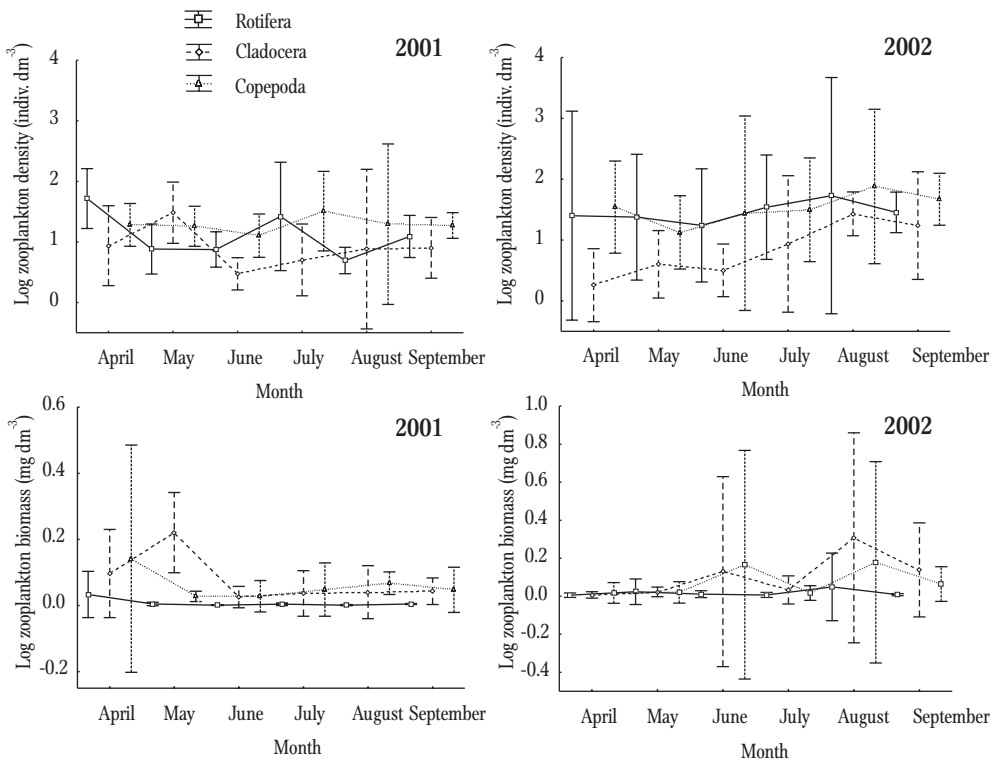 Rotifera
Cladocera
Copepoda
2001
Log zooplankton density (indiv. dm-3)
4
3
2
1
0
April May June July August September
Month
2002
Log zooplankton density (indiv. dm-3)
4
3
2
1
0
April May June July August September
Month
2001
Log zooplankton biomass (mg dm-3)
0.6
0.4
0.2
0.0
-0.2
April May June July August September
Month
2002
Log zooplankton biomass (mg dm-3)
1.0
0.8
0.6
0.4
0.2
0.0
-0.2
-0.4
April May June July August September
Month